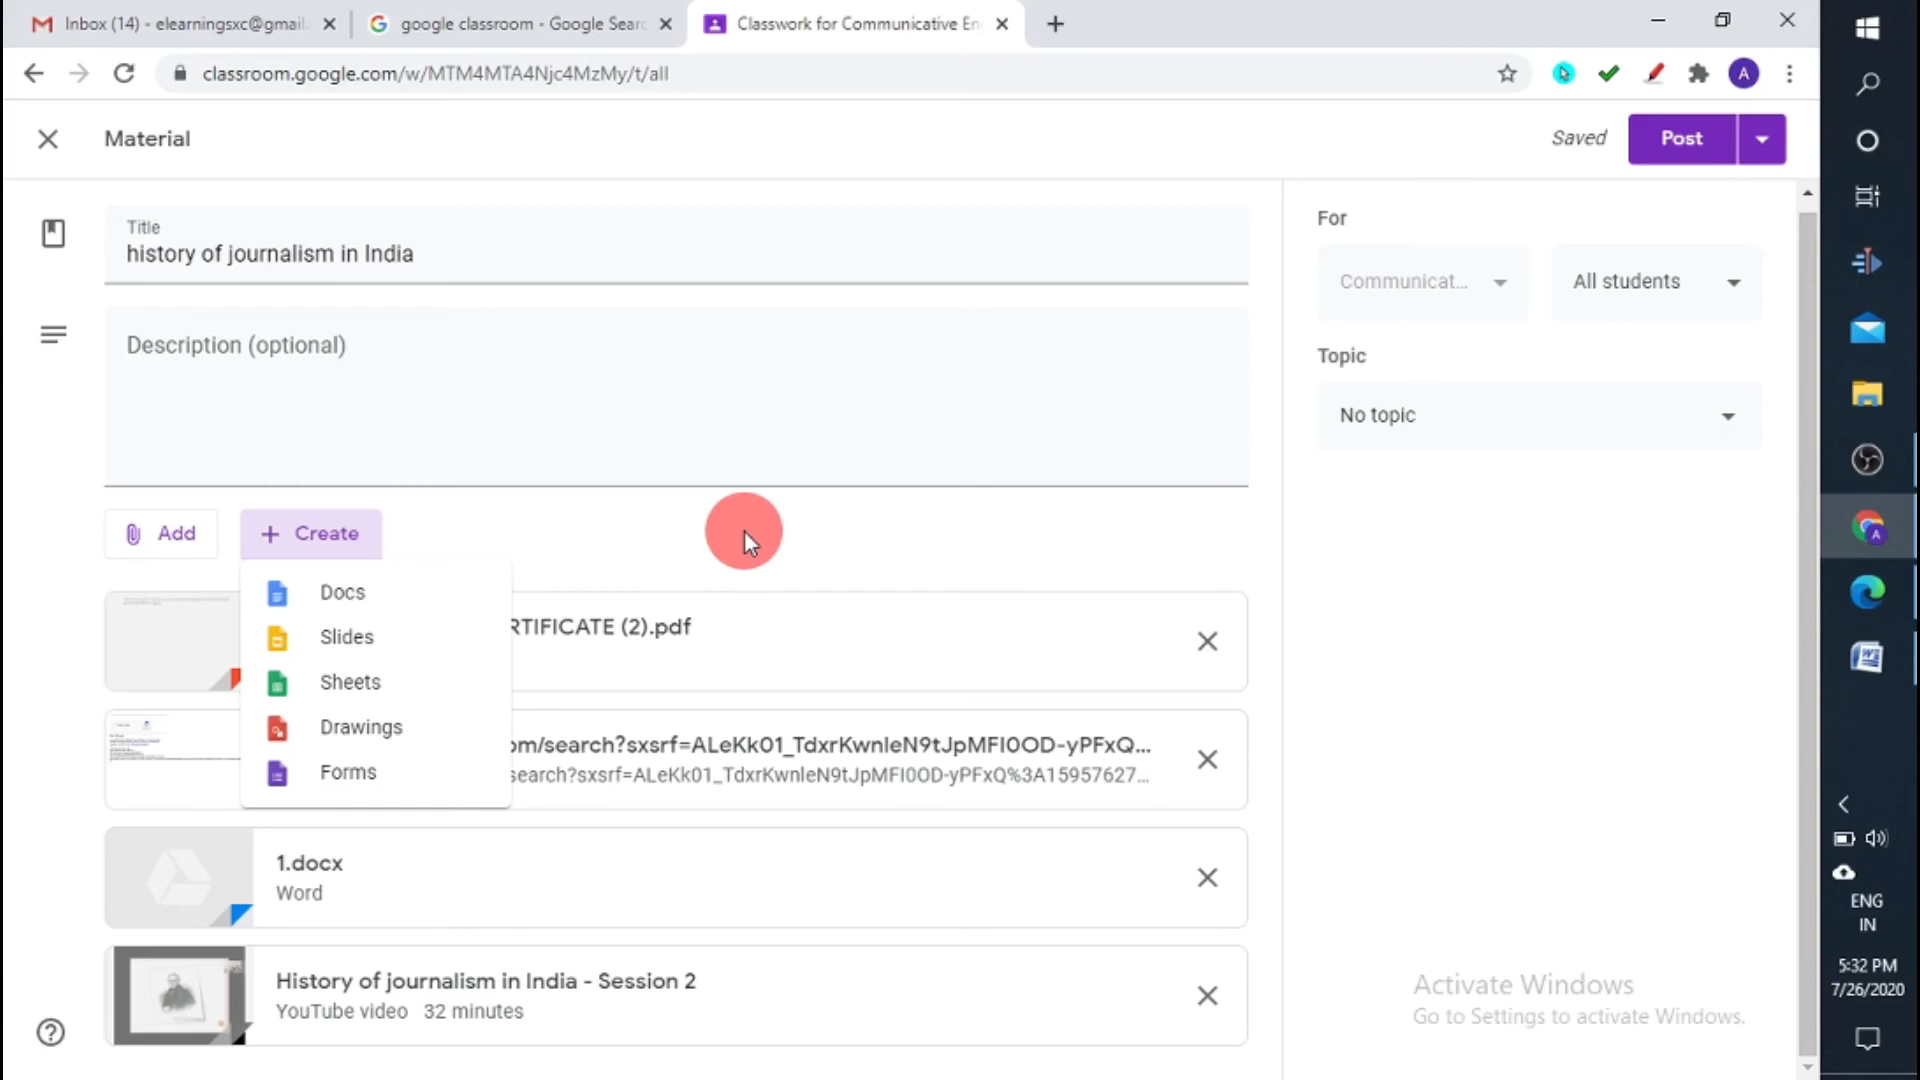 Inbox (14) - elearningsxc@gmail.
google classroom - Google Searc
Classwork for Communicative En
classroom.google.com/w/MTM4MTA4Njc4MzMy/t/all
A
Material
Saved
Post
Title
history of journalism in India
Description (optional)
Add
Create
Docs
Slides
Sheets
Drawings
Forms
RTIFICATE (2).pdf
om/search?sxsrf=ALeKk01_TdxrKwnleN9tJpMFI0OD-yPFxQ...
search?sxsrf=ALeKk01_TdxrKwnleN9tJpMFI0OD-yPFxQ%3A15957627...
1.docx
Word
History of journalism in India - Session 2
YouTube video 32 minutes
For
Communicat...
All students
Topic
No topic
Activate Windows
Go to Settings to activate Windows.
ENG
IN
5:32 PM
7/26/2020